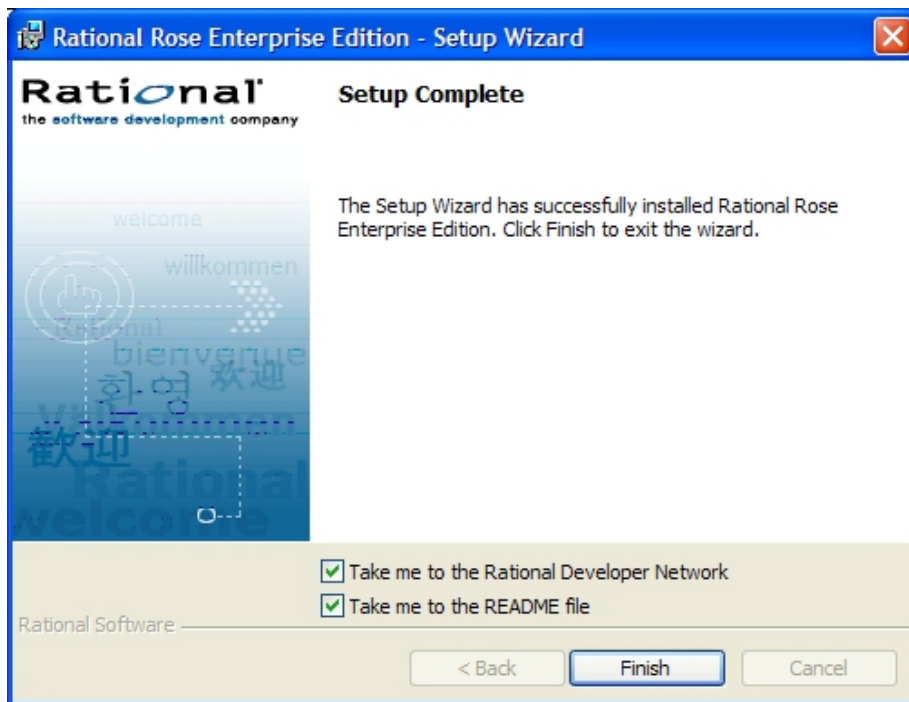 Rational Rose Enterprise Edition - Setup Wizard
Rational
the software development company
Setup Complete
The Setup Wizard has successfully installed Rational Rose
Enterprise Edition. Click Finish to exit the wizard.
welcome
willkommen
Rational
bienvenue
환영 欢迎
Välkommen
歡迎
Rational
welcome
Take me to the Rational Developer Network
Take me to the README file
Rational Software
< Back Finish Cancel